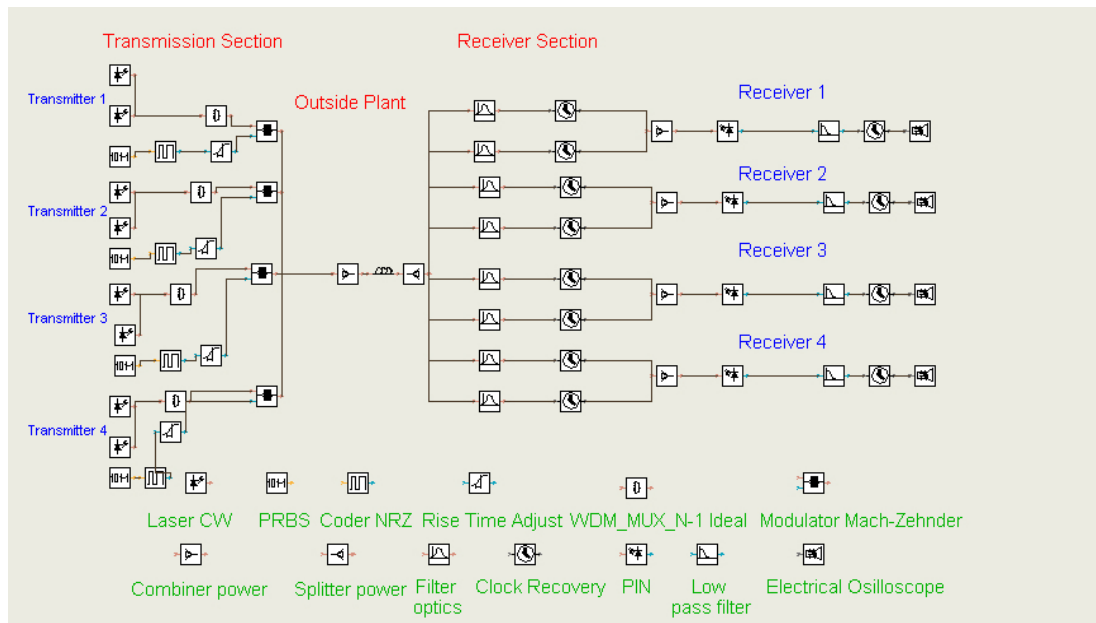 Transmission Section
Receiver Section
Transmitter 1
Outside Plant
Receiver 1
Transmitter 2
Receiver 2
Transmitter 3
Receiver 3
Transmitter 4
Receiver 4
Laser CW
PRBS
Coder NRZ
Rise Time Adjust
WDM_MUX_N-1 Ideal
Modulator Mach-Zehnder
Combiner power
Splitter power
Filter
optics
Clock Recovery
PIN
Low
pass filter
Electrical Osilloscope